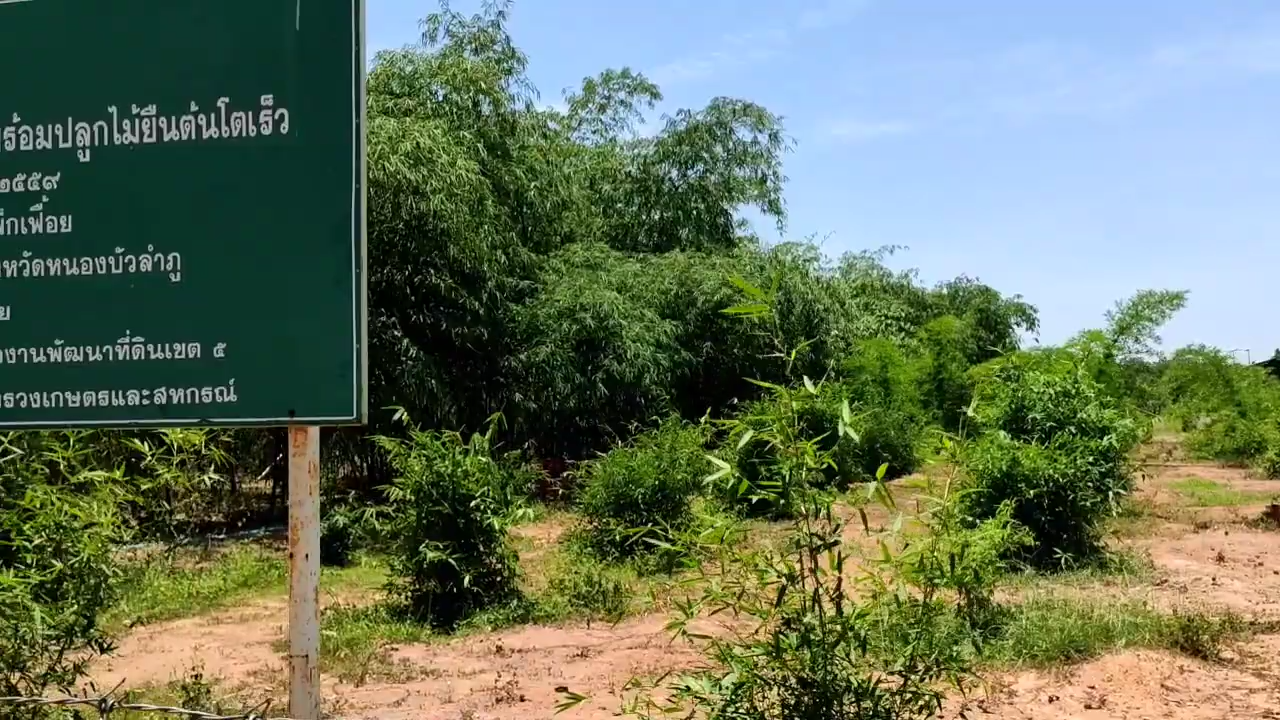 พร้อมปลูกไม้ยืนต้นโตเร็ว
๒๕๕๙
กเฟื้อย
หวัดหนองบัวลำภู
ย
งานพัฒนาที่ดินเขต ๕
รวงเกษตรและสหกรณ์